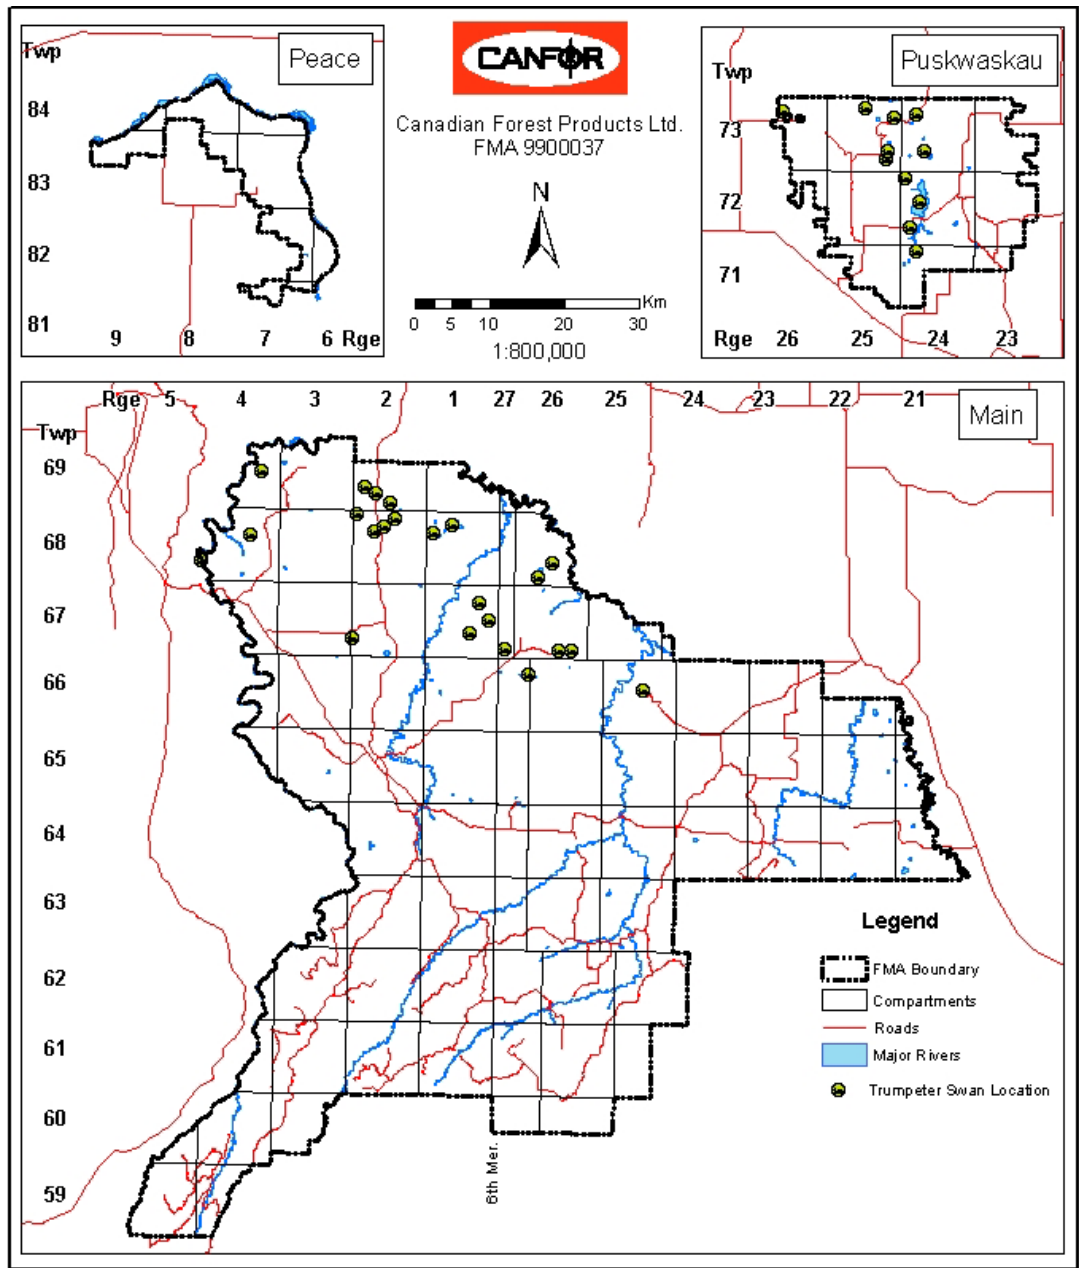 Twp
Peace
84
83
82
81
9 8 7 6 Rge
CANFOR
Canadian Forest Products Ltd.
FMA 9900037
N
Km
0 5 10 20 30
1:800,000
Puskwaskau
Twp
73
72
71
Rge 26 25 24 23
Rge 5 4 3 2 1 27 26 25 24 23 22 21
Main
Twp
69
68
67
66
65
64
63
62
61
60
59
6th Mer.
Legend
FMA Boundary
Compartments
Roads
Major Rivers
Trumpeter Swan Location